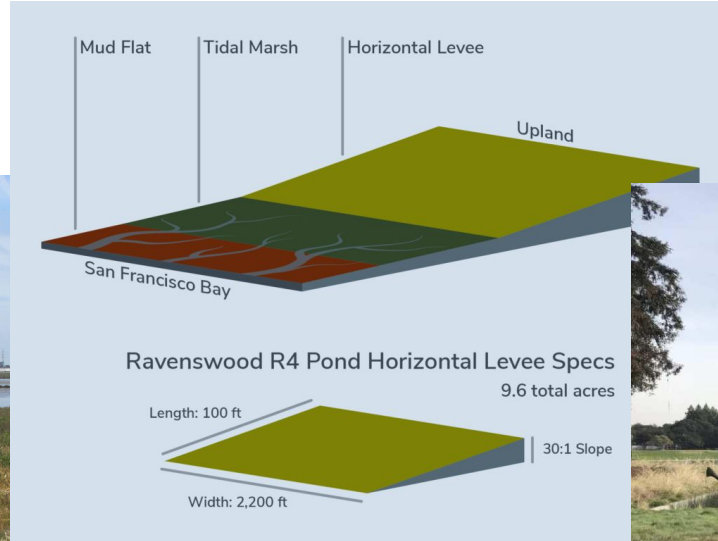 Mud Flat
Tidal Marsh
Horizontal Levee
Upland
San Francisco Bay
Ravenswood R4 Pond Horizontal Levee Specs
9.6 total acres
Length: 100 ft
30:1 Slope
Width: 2,200 ft